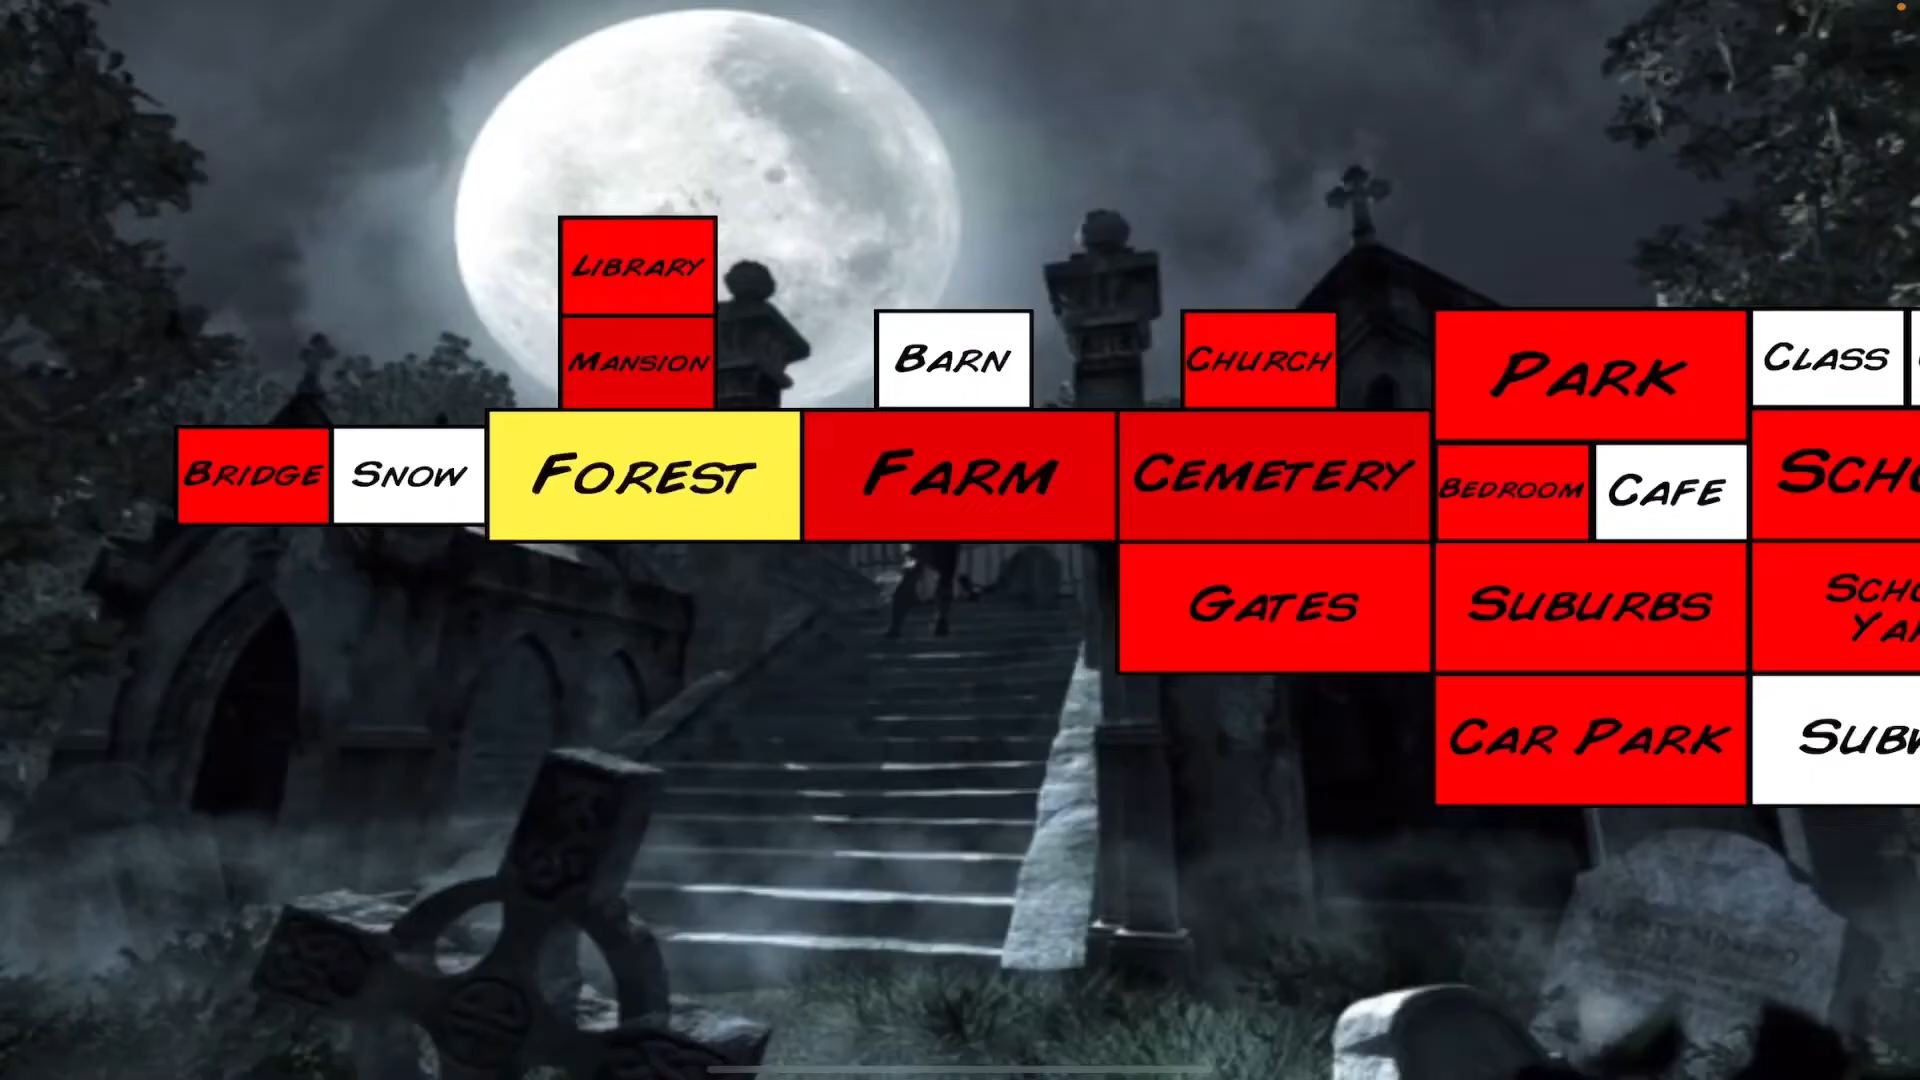 LIBRARY
MANSION
BARN
CHURCH
PARK
CLASS
BRIDGE
SNOW
FOREST
FARM
CEMETERY
BEDROOM
CAFE
GATES
SUBURBS
CAR PARK